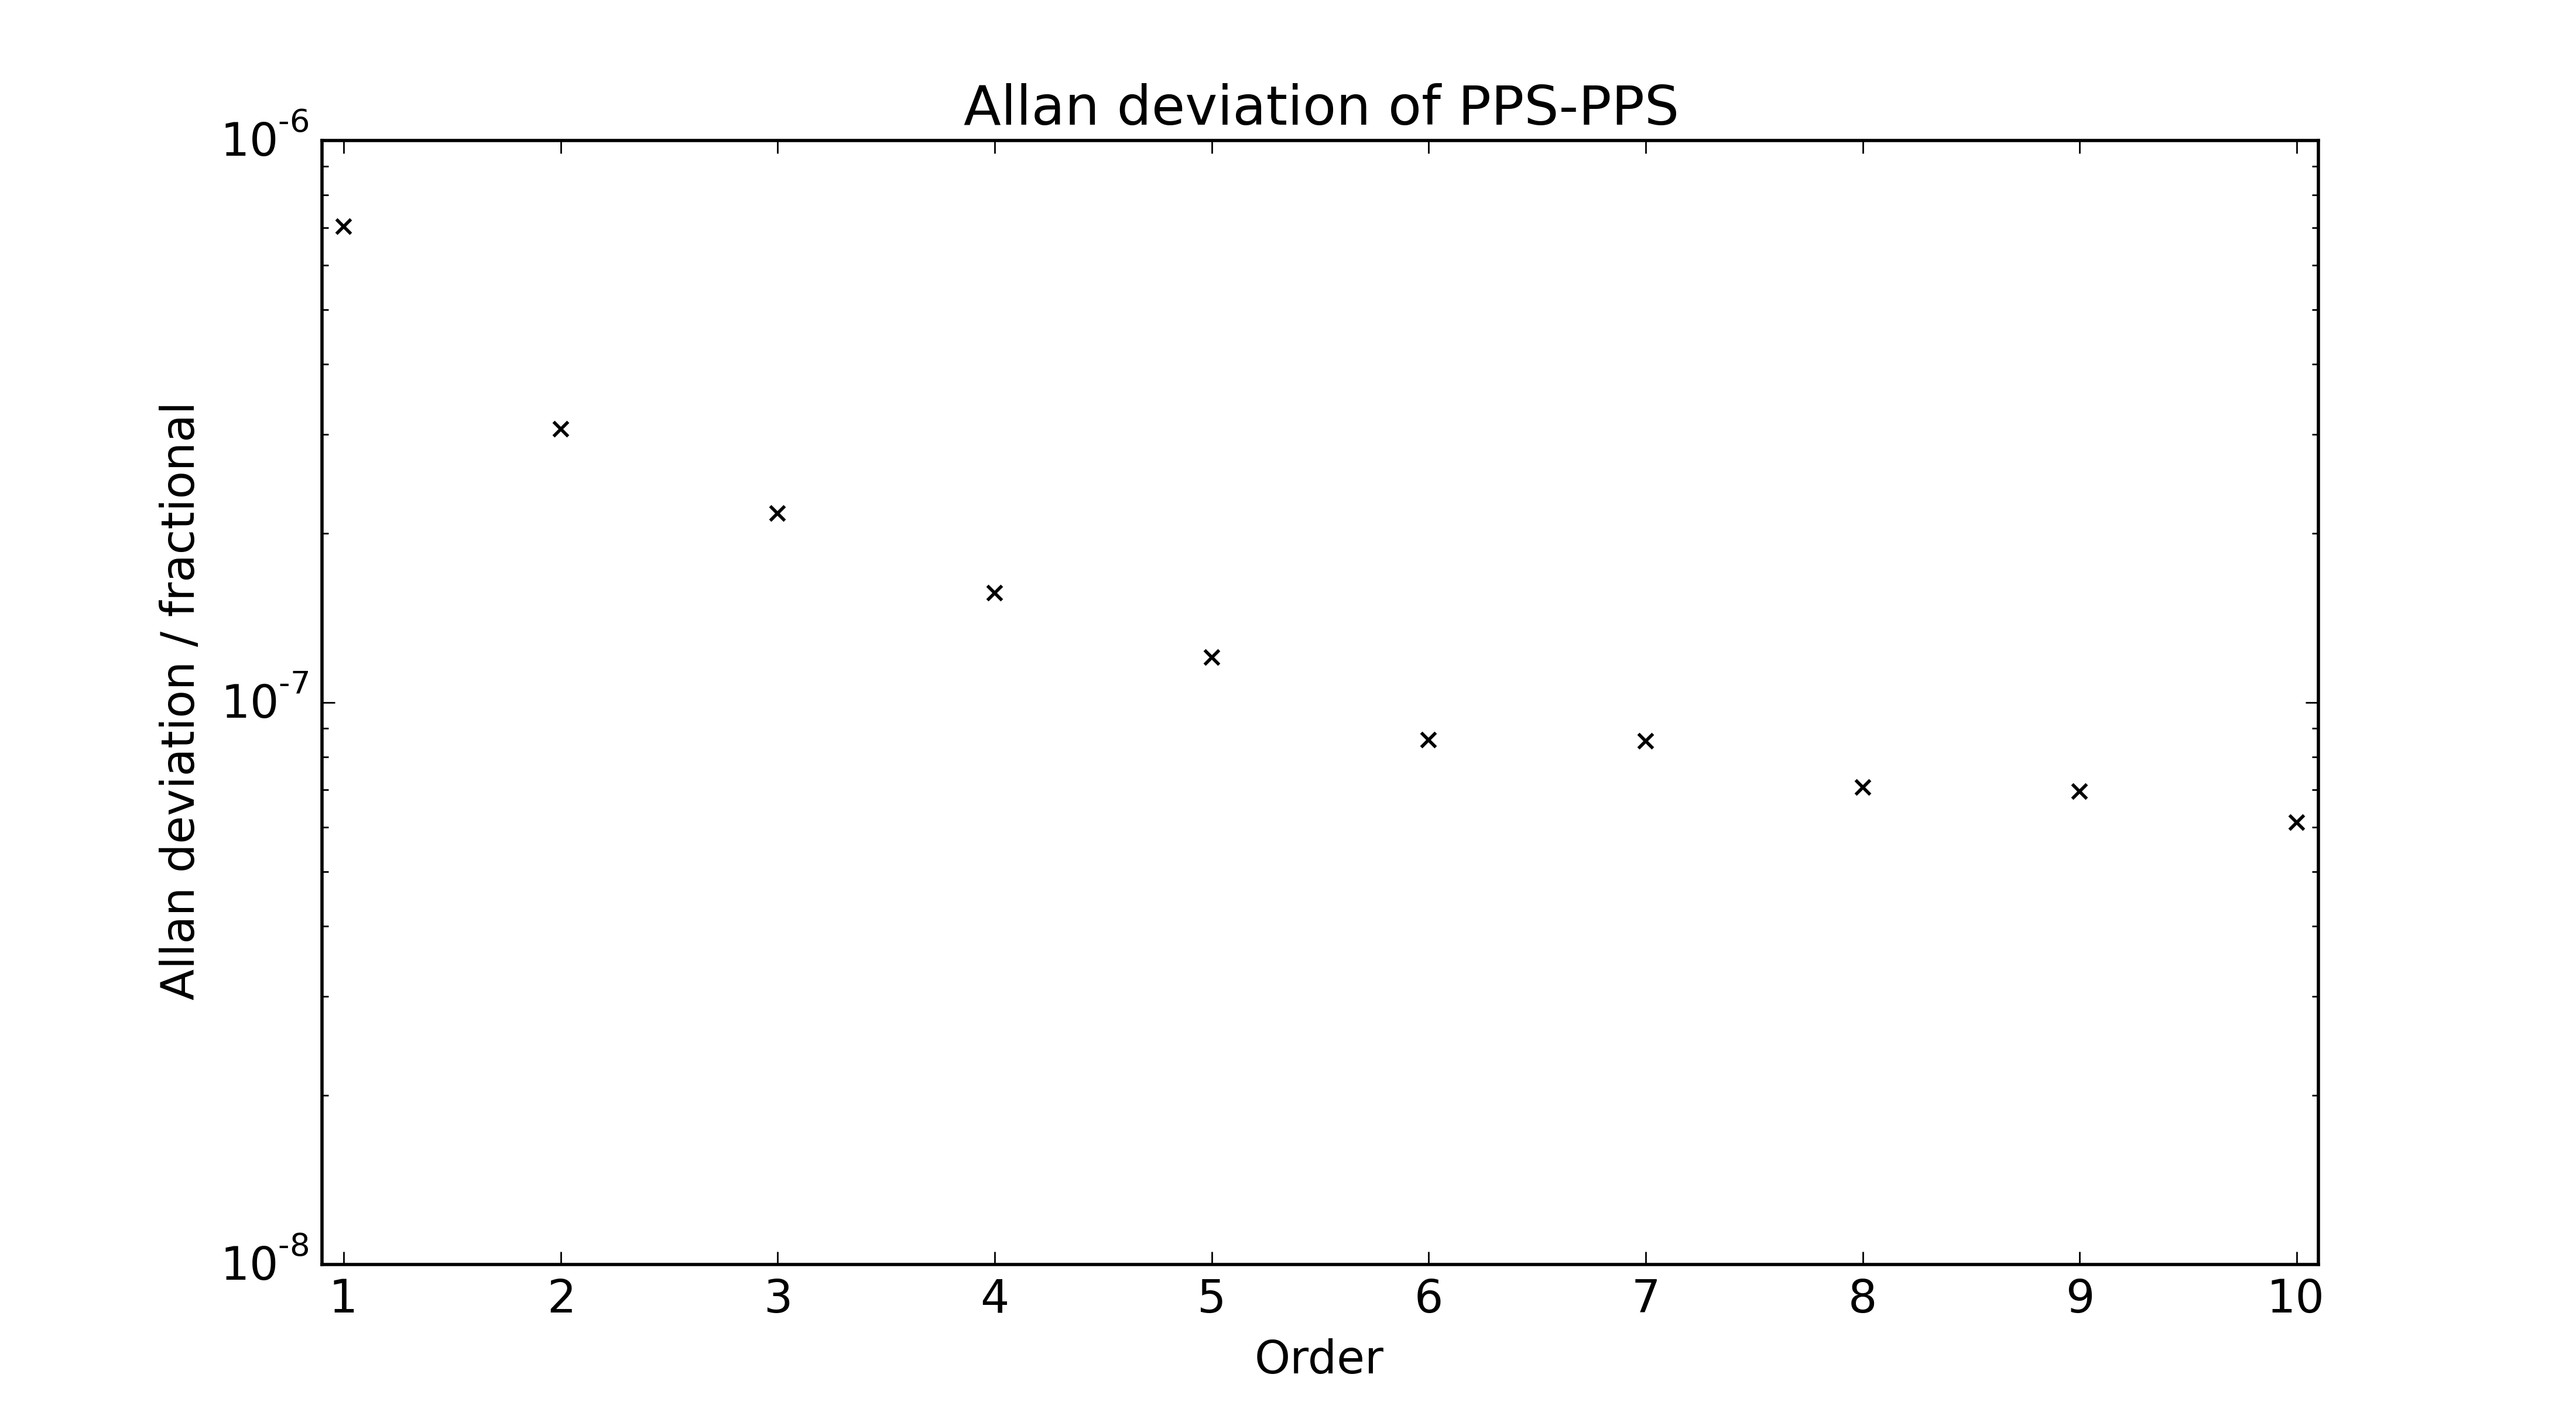 Allan deviation of PPS-PPS
10-6
10-7
10-8
Allan deviation / fractional
1 2 3 4 5 6 7 8 9 10
Order